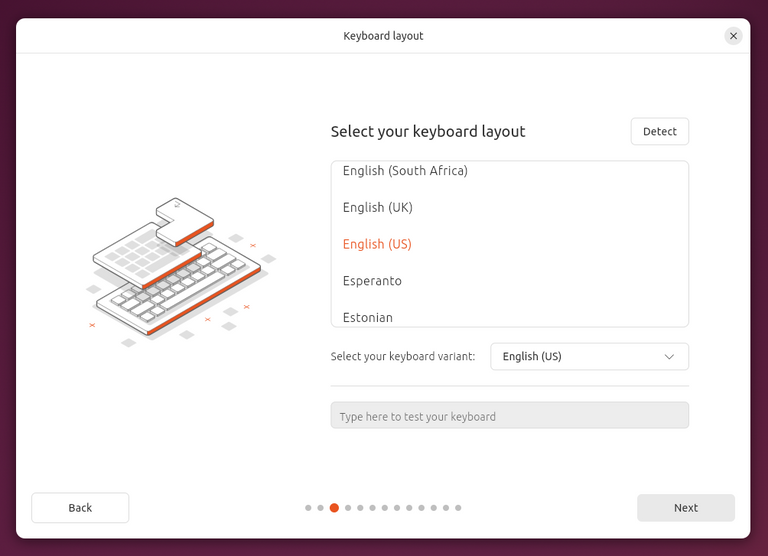 Keyboard layout
Select your keyboard layout
Detect
English (South Africa)
English (UK)
English (US)
Esperanto
Estonian
Select your keyboard variant:
English (US)
Type here to test your keyboard
Back
Next